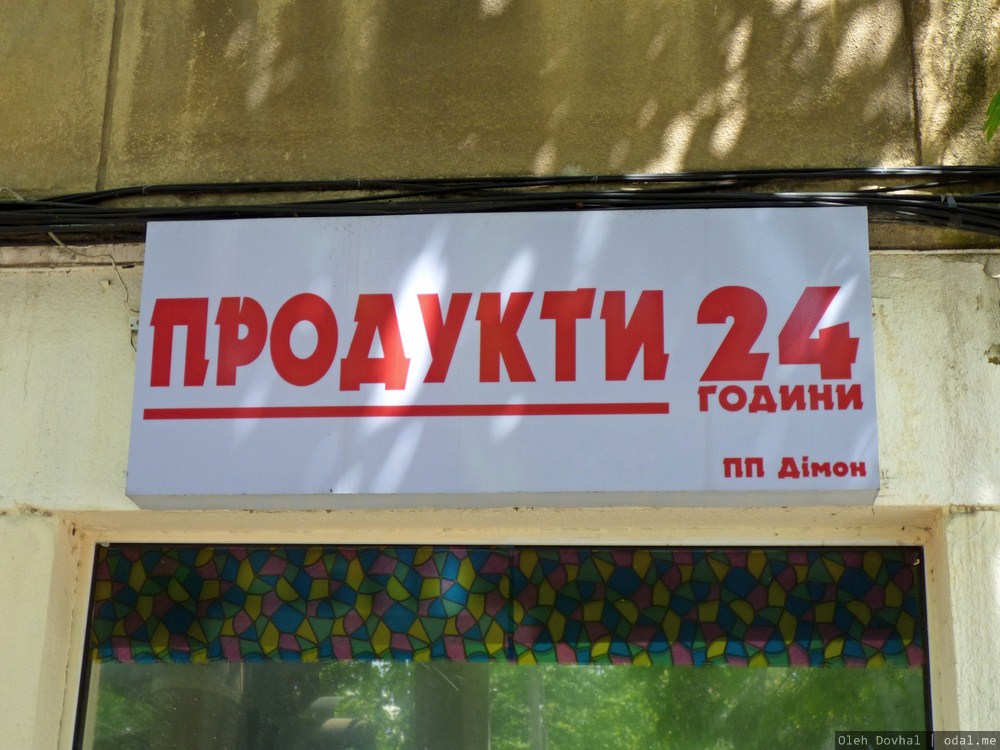 ПРОДУКТИ 24
ГОДИНИ
ПП Дімон
Oleh Dovhal | odal.me